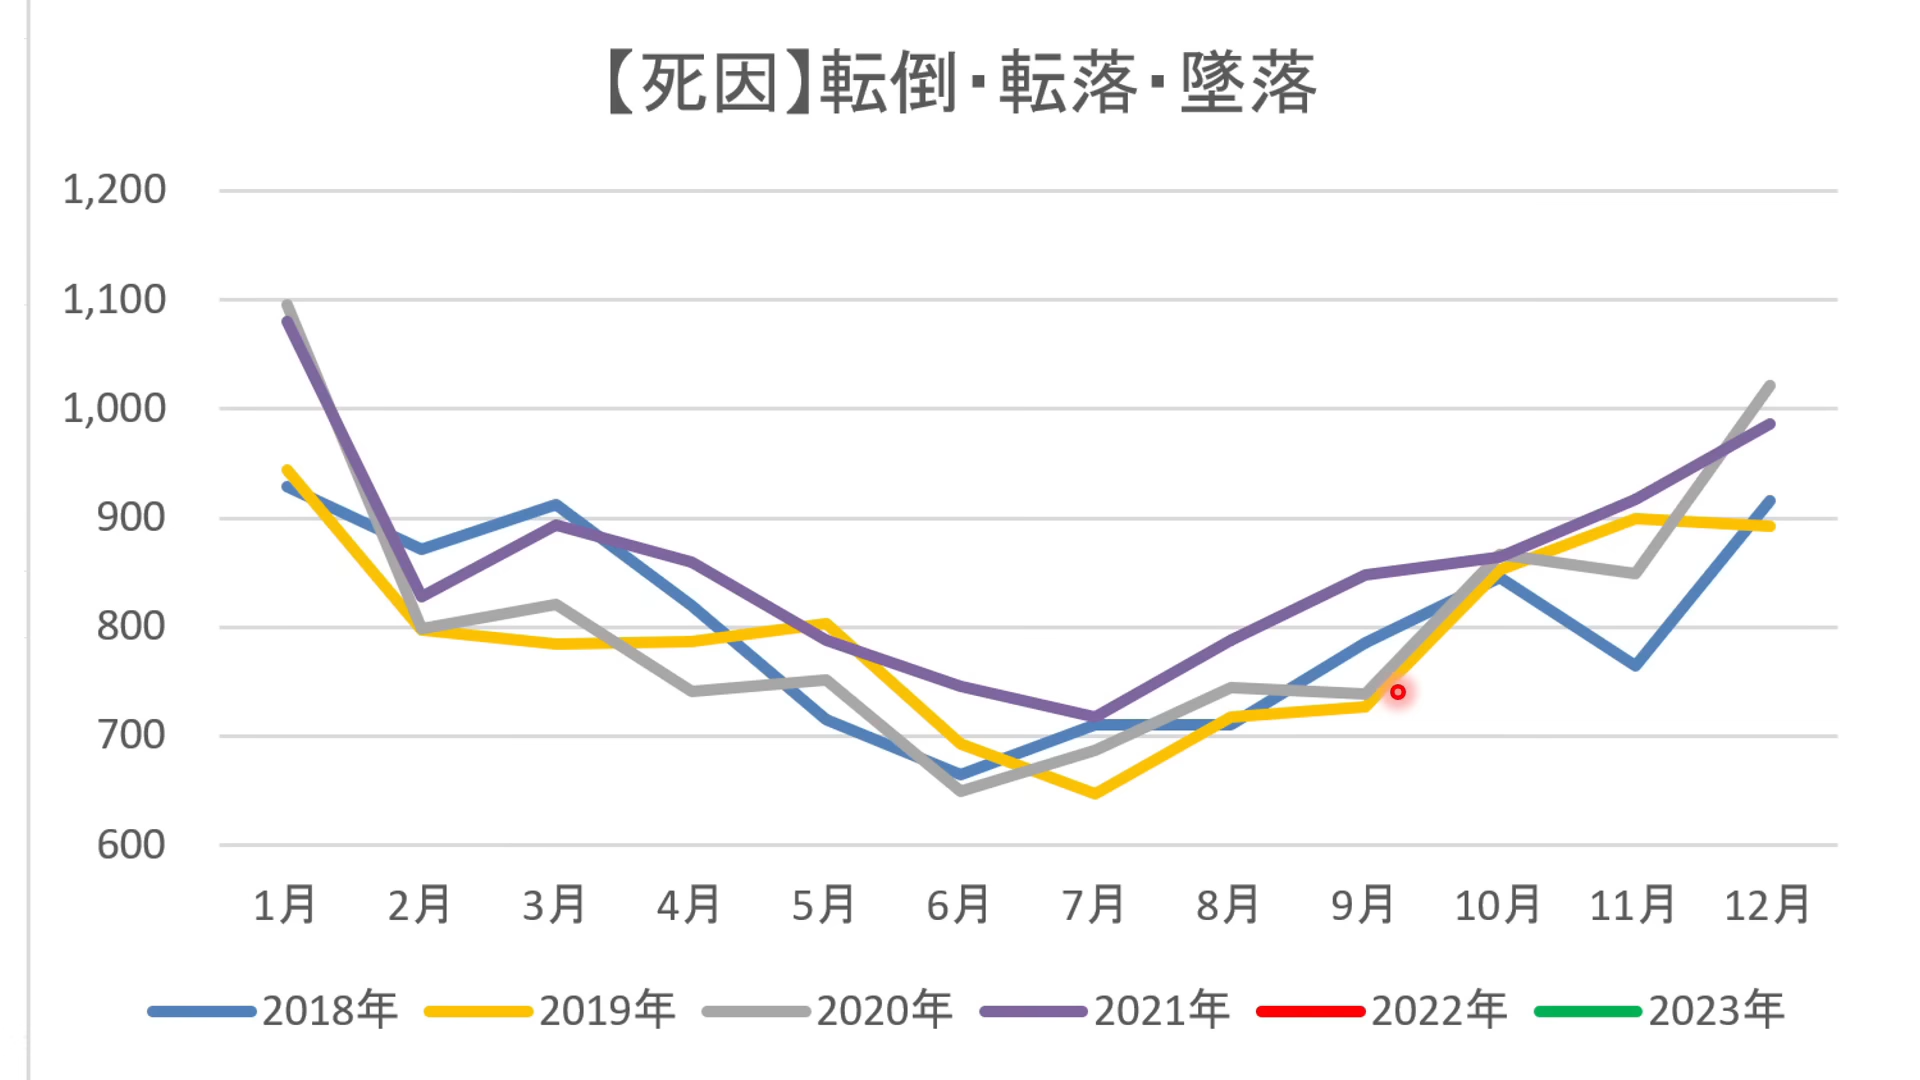 【死因】転倒・転落・墜落
1,200
1,100
1,000
900
800
700
600
1月 2月 3月 4月 5月 6月 7月 8月 9月 10月 11月 12月
2018年 2019年 2020年 2021年 2022年 2023年